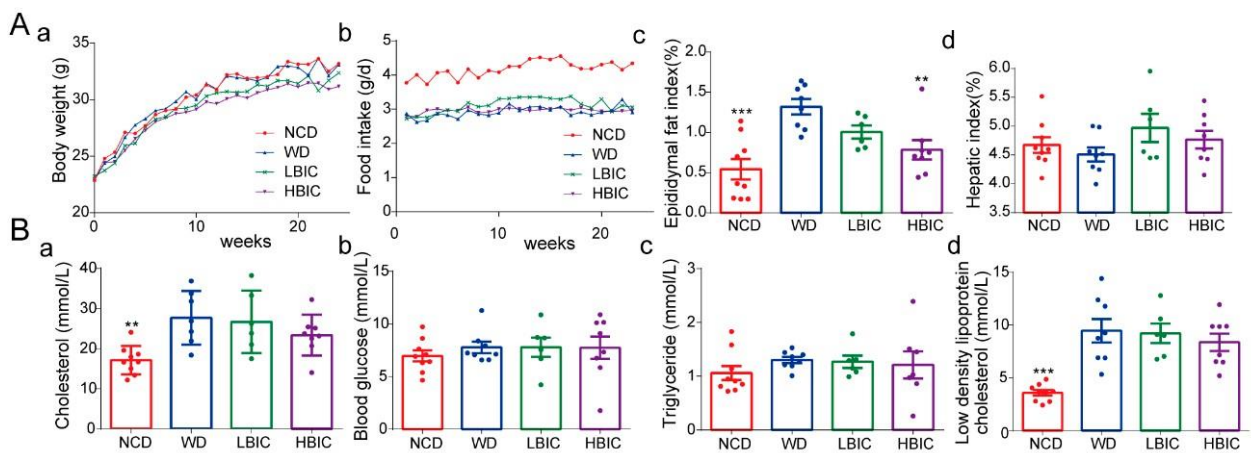 A
a
Body weight (g)
35
30
25
20
0
10
20
weeks
NCD
WD
LBIC
HBIC
b
Food intake (g/d)
5
4
3
2
1
0
0
10
20
weeks
NCD
WD
LBIC
HBIC
c
Epididymal fat index(%)
2.0
1.5
1.0
0.5
0.0
***
**
NCD WD LBIC HBIC
d
Hepatic index(%)
6.0
5.5
5.0
4.5
4.0
3.5
NCD WD LBIC HBIC
B
a
Cholesterol (mmol/L)
40
30
20
10
0
**
NCD WD LBIC HBIC
b
Blood glucose (mmol/L)
15
10
5
0
NCD WD LBIC HBIC
c
Triglyceride (mmol/L)
3
2
1
0
NCD WD LBIC HBIC
d
Low density lipoprotein
cholesterol (mmol/L)
15
10
5
0
***
NCD WD LBIC HBIC